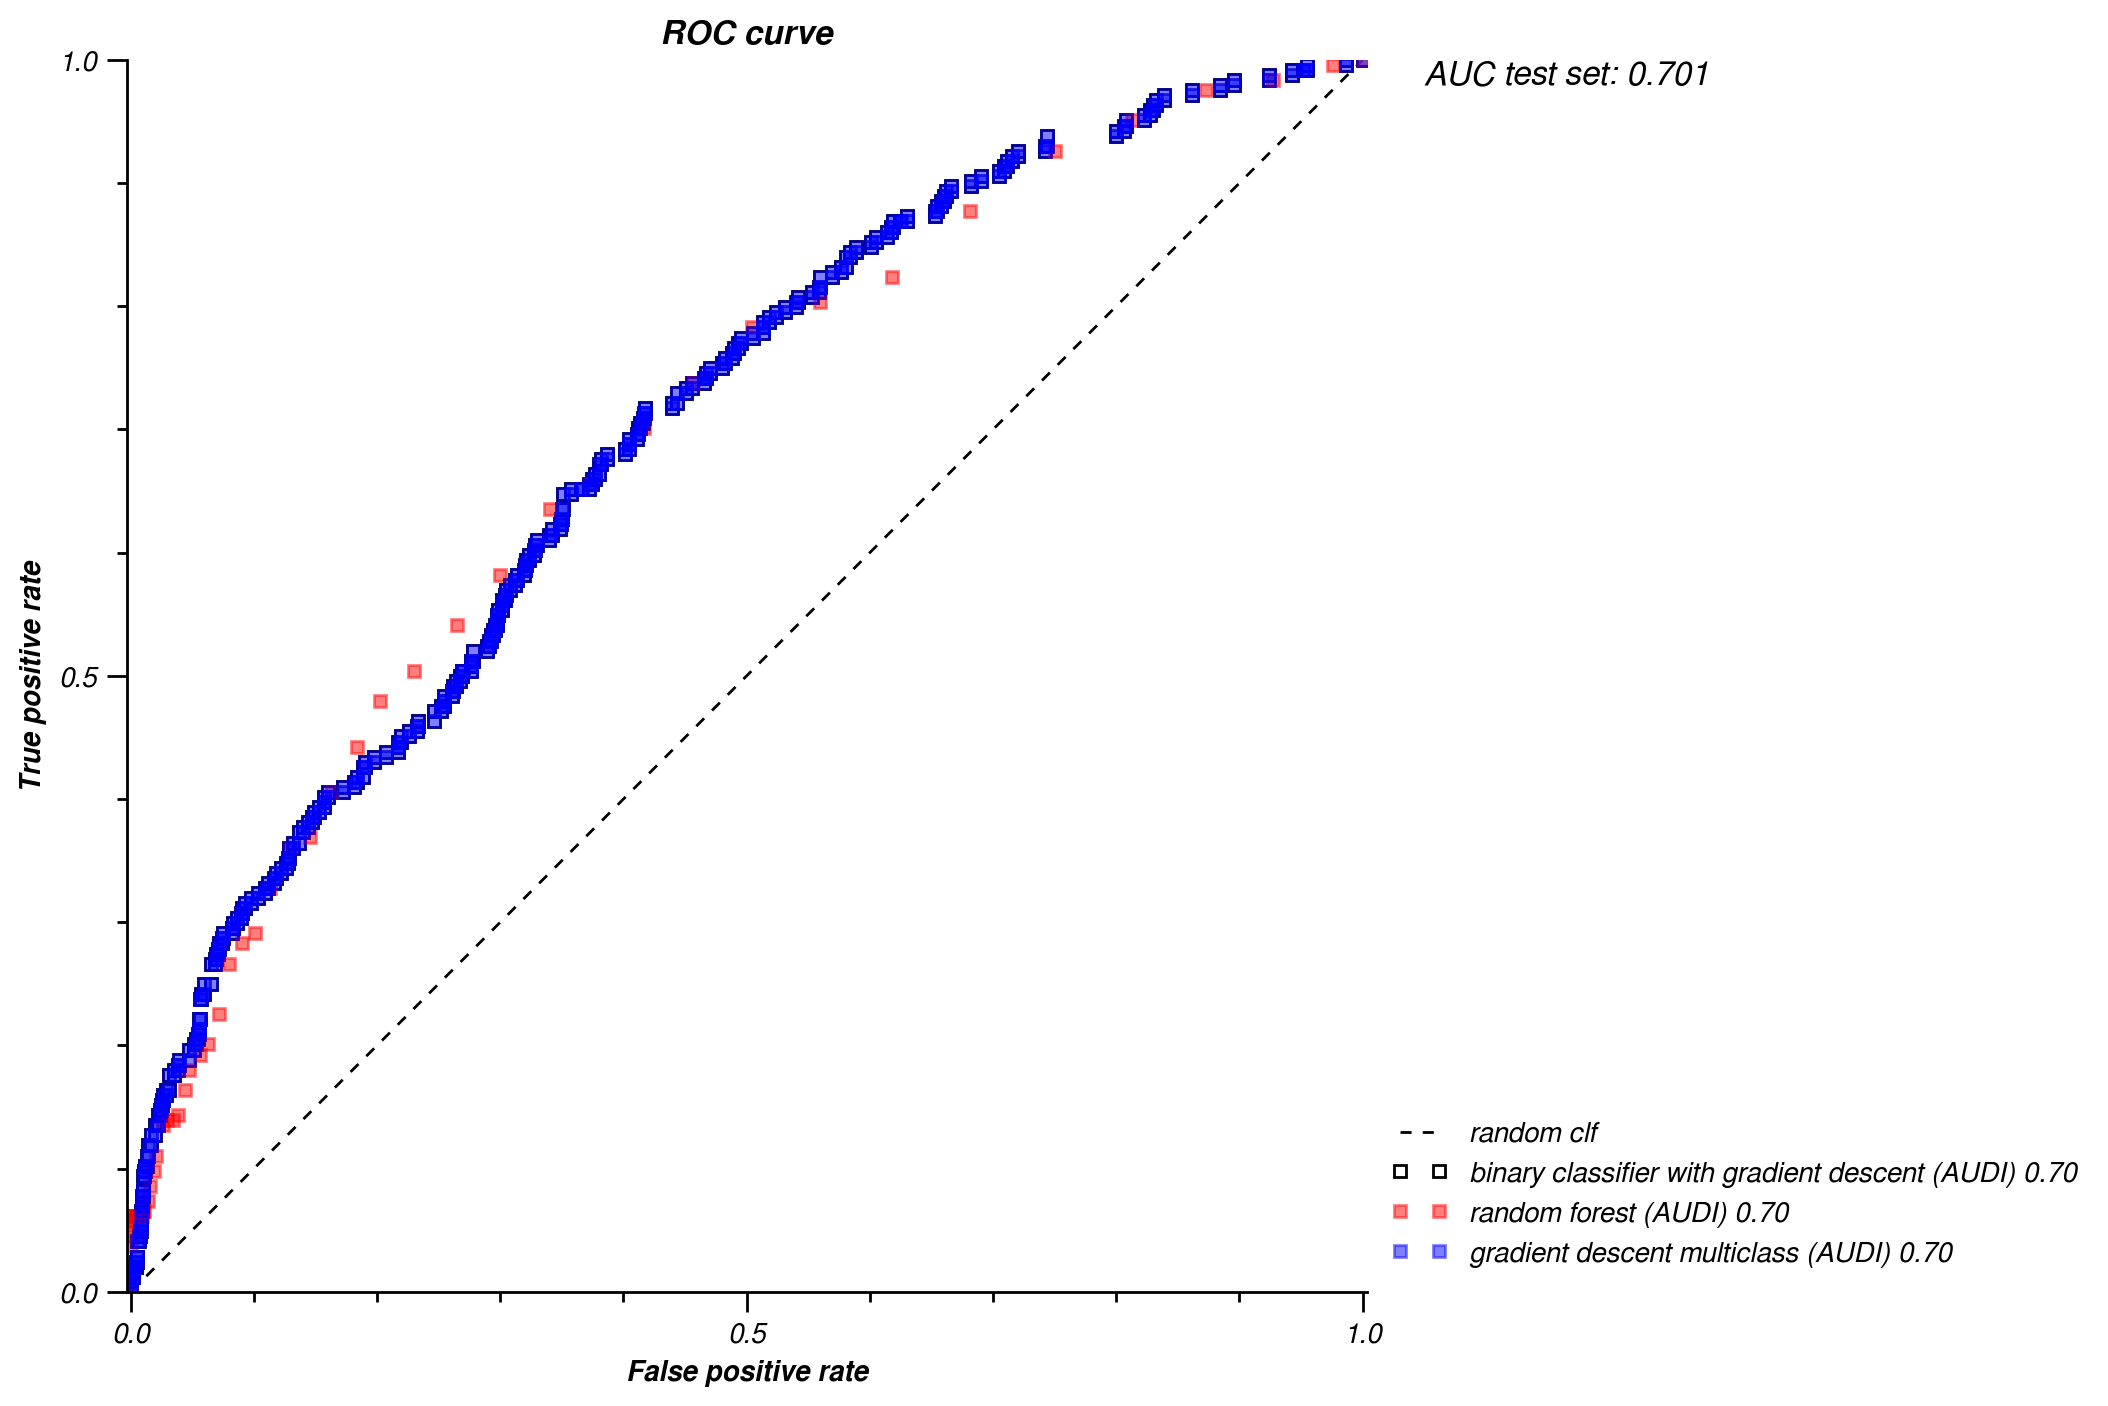 ROC curve
AUC test set: 0.701
1.0
0.5
0.0
True positive rate
0.0
0.5
1.0
False positive rate
random clf
binary classifier with gradient descent (AUDI) 0.70
random forest (AUDI) 0.70
gradient descent multiclass (AUDI) 0.70